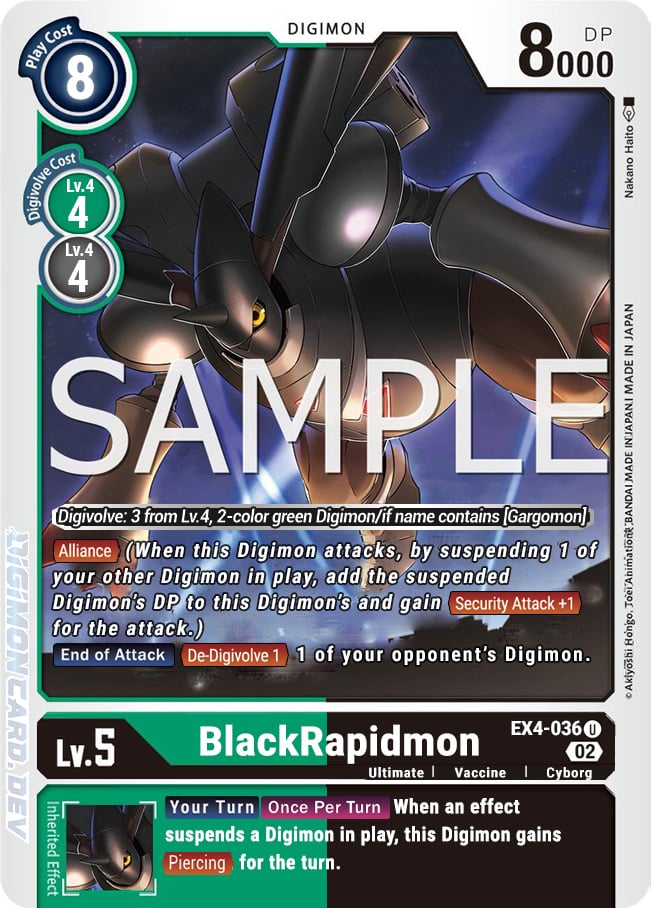 DIGIMON
Play Cost
8
DP
8000
Digivolve Cost
Lv.4
4
Lv.4
4
Nakano Haito
SAMPLE
Digivolve: 3 from Lv.4, 2-color green Digimon/if name contains [Gargomon]
Alliance (When this Digimon attacks, by suspending 1 of
your other Digimon in play, add the suspended
Digimon's DP to this Digimon's and gain Security Attack +1
for the attack.)
End of Attack De-Digivolve 1 1 of your opponent's Digimon.
©Akiyoshi Hongo, Toei Animation BANDAI MADE IN JAPAN MADE IN JAPAN
DIGIMONCARD.DEV
Lv.5
BlackRapidmon
EX4-036 U
02
Ultimate | Vaccine | Cyborg
Inherited Effect
Your Turn Once Per Turn When an effect
suspends a Digimon in play, this Digimon gains
Piercing for the turn.